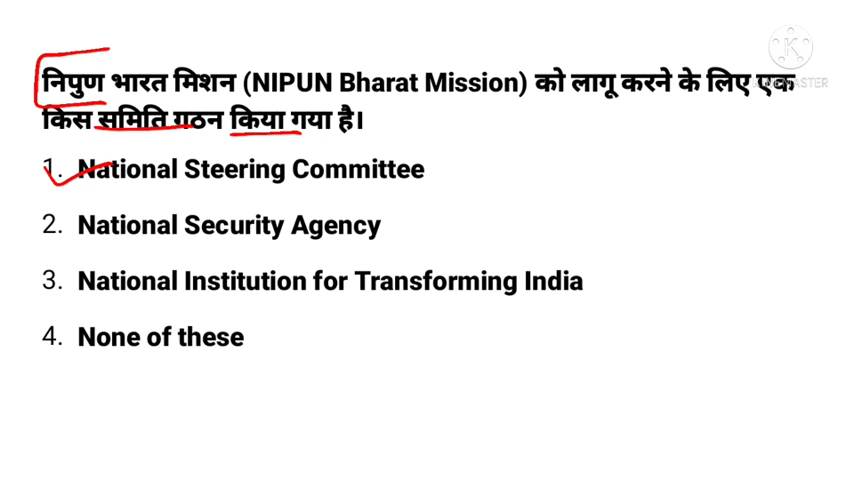 निपुण भारत मिशन (NIPUN Bharat Mission) को लागू करने के लिए एक
किस समिति गठन किया गया है।
1. National Steering Committee
2. National Security Agency
3. National Institution for Transforming India
4. None of these
K